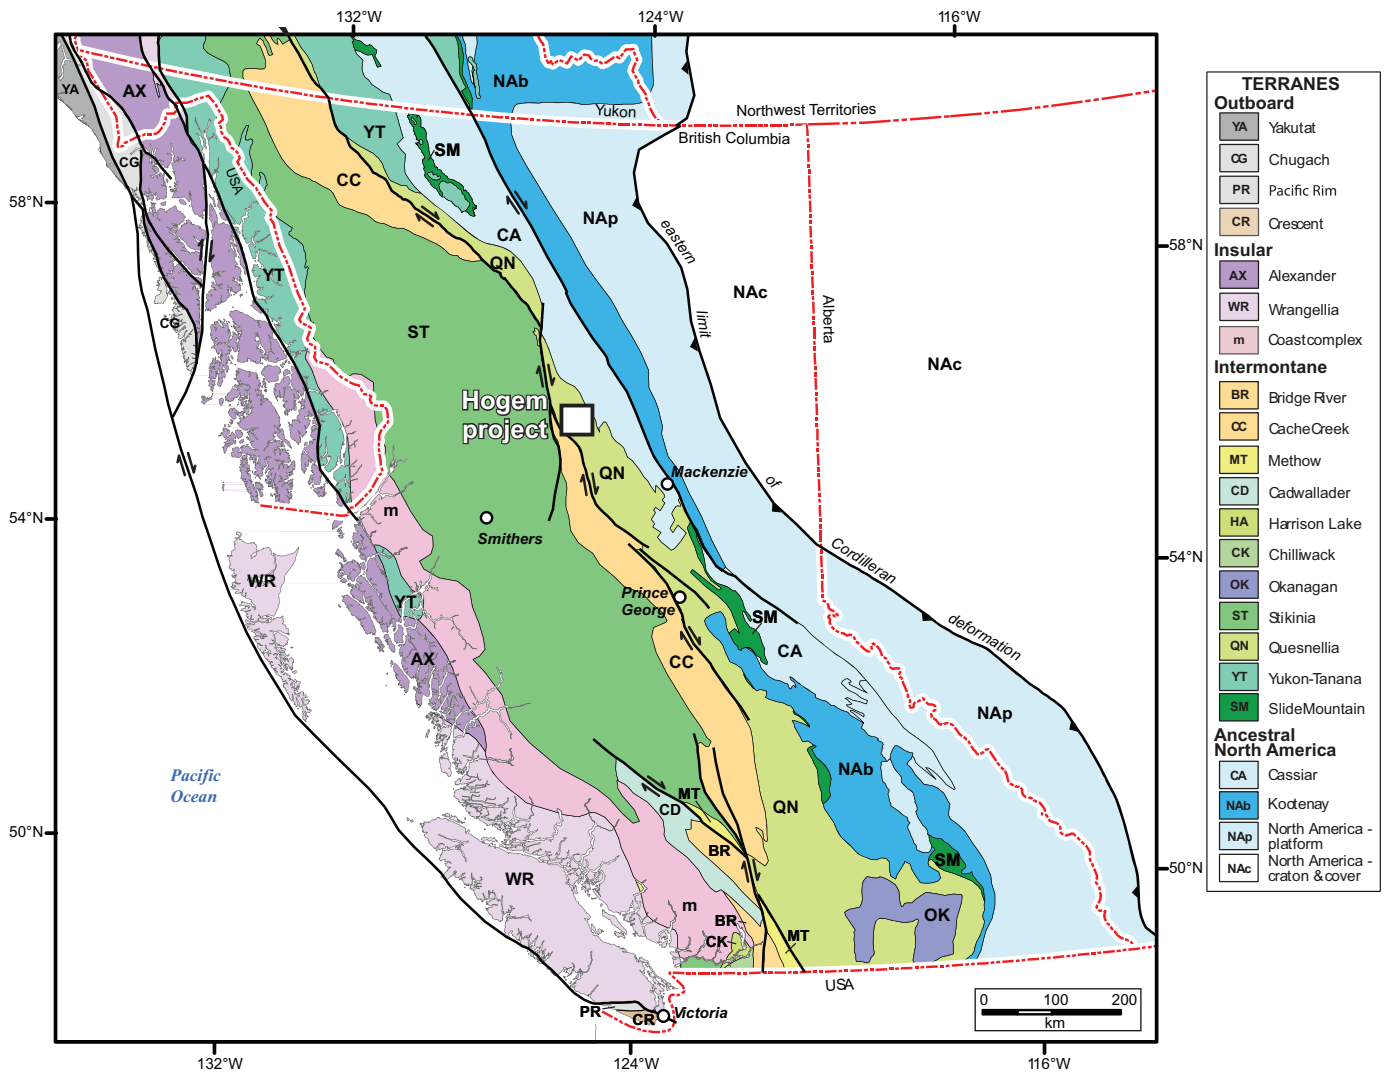 132°W
124°W
116°W
YA
AX
NAb
Yukon
Northwest Territories
British Columbia
YT
SM
CG
CC
USA
58°N
NAp
CA
eastern
58°N
QN
YT
NAc
limit
Alberta
CG
ST
NAc
Hogem
project
QN
Mackenzie
of
m
54°N
Smithers
Cordilleran
54°N
WR
YT
Prince
George
deformation
SM
AX
CC
CA
NAp
Pacific
Ocean
NAb
MT
CD
QN
50°N
BR
SM
50°N
WR
m
BR
OK
CK
MT
USA
PR
CR
Victoria
0 100 200
km
132°W
124°W
116°W
TERRANES
Outboard
YA Yakutat
CG Chugach
PR Pacific Rim
CR Crescent
Insular
AX Alexander
WR Wrangellia
m Coast complex
Intermontane
BR Bridge River
CC Cache Creek
MT Methow
CD Cadwallader
HA Harrison Lake
CK Chilliwack
OK Okanagan
ST Stikinia
QN Quesnellia
YT Yukon-Tanana
SM Slide Mountain
Ancestral
North America
CA Cassiar
NAb Kootenay
NAp North America -
platform
NAc North America -
craton & cover